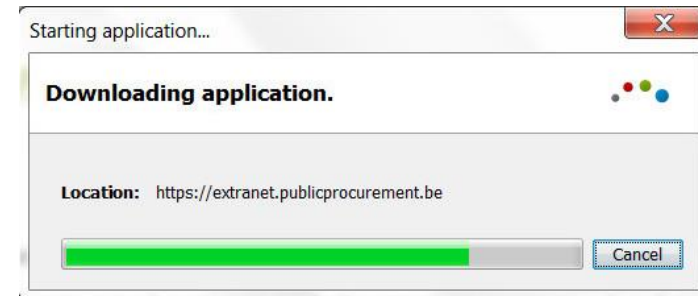 Starting application...
Downloading application.
Location: https://extranet.publicprocurement.be
Cancel